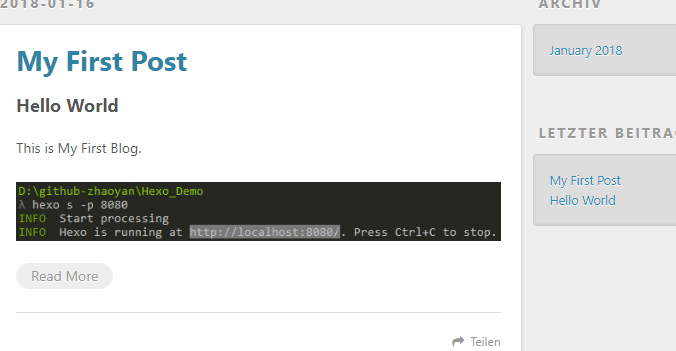 2018-01-16
My First Post
Hello World
This is My First Blog.
D:\github-zhaoyan\Hexo_Demo
λ hexo s -p 8080
INFO  Start processing
INFO  Hexo is running at http://localhost:8080/. Press Ctrl+C to stop.
Read More
Teilen
ARCHIV
January 2018
LETZTER BEITRA
My First Post
Hello World